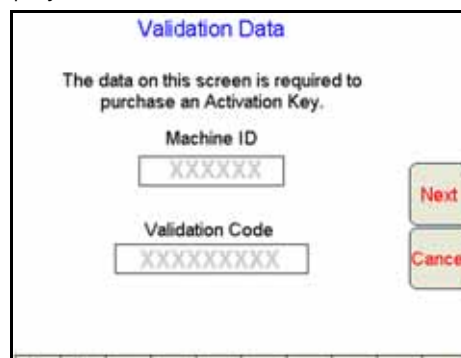 Validation Data
The data on this screen is required to
purchase an Activation Key.
Machine ID
XXXXXX
Next
Validation Code
XXXXXXXXX
Cance